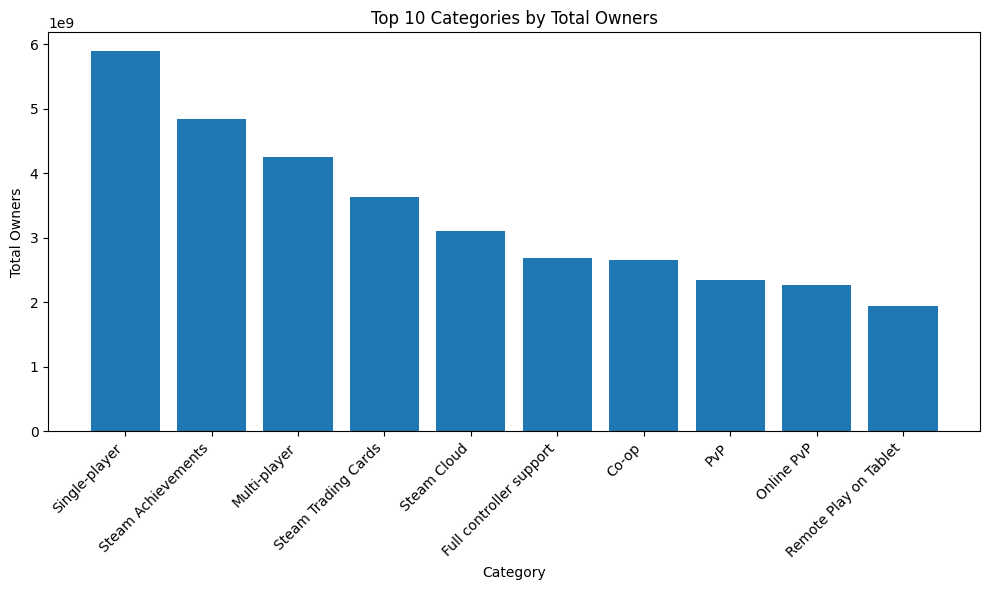 Top 10 Categories by Total Owners
1e9
6
5
4
3
2
1
0
Total Owners
Single-player
Steam Achievements
Multi-player
Steam Trading Cards
Steam Cloud
Full controller support
Co-op
PvP
Online PvP
Remote Play on Tablet
Category